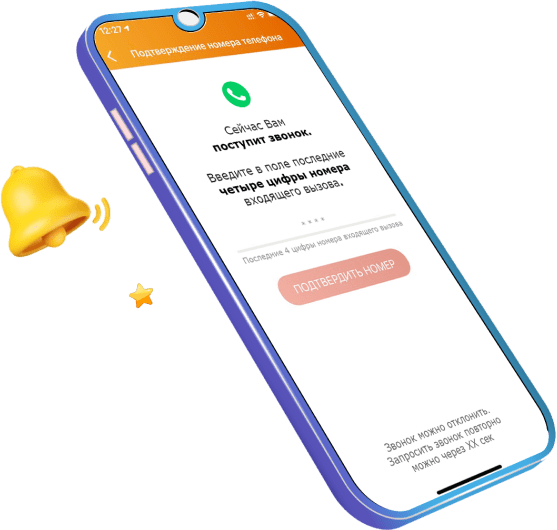 12:27
Подтверждение номера телефона
Сейчас Вам
поступит звонок.
Введите в поле последние
четыре цифры номера
входящего вызова.
****
Последние 4 цифры номера входящего вызова
ПОДТВЕРДИТЬ НОМЕР
Звонок можно отклонить.
Запросить звонок повторно
можно через XX сек